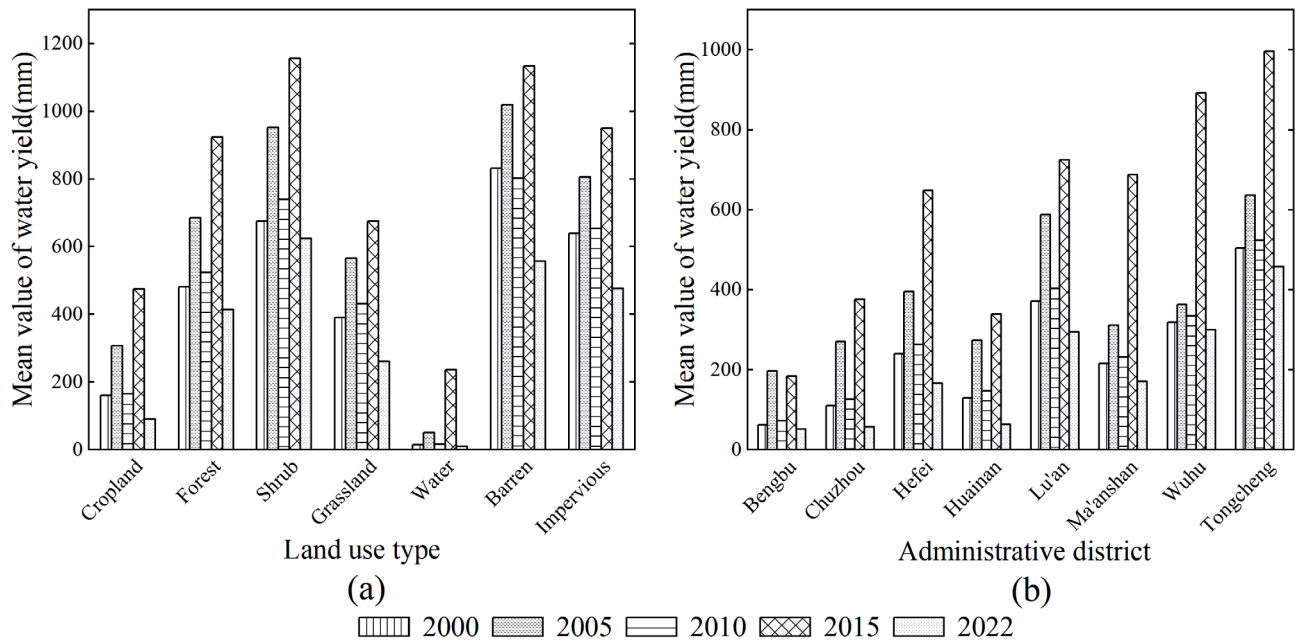 Mean value of water yield(mm)
1200
1000
800
600
400
200
0
Cropland
Forest
Shrub
Grassland
Water
Barren
Impervious
Land use type
(a)
Mean value of water yield(mm)
1000
800
600
400
200
0
Bengbu
Chuzhou
Hefei
Huainan
Lu'an
Ma'anshan
Wuhu
Tongcheng
Administrative district
(b)
2000 2005 2010 2015 2022